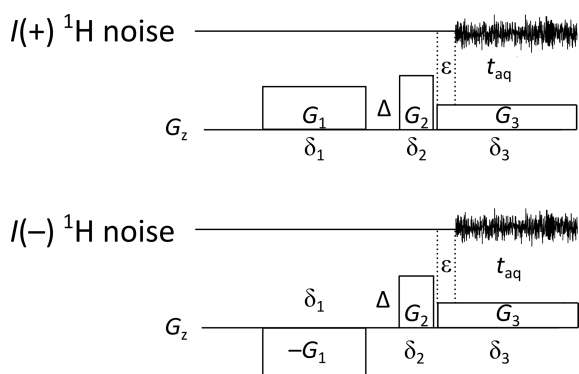 I(+) ¹H noise
ε
t_aq
G_z
G₁
Δ
G₂
G₃
δ₁
δ₂
δ₃
I(–) ¹H noise
ε
t_aq
δ₁
Δ
G_z
G₂
G₃
–G₁
δ₂
δ₃